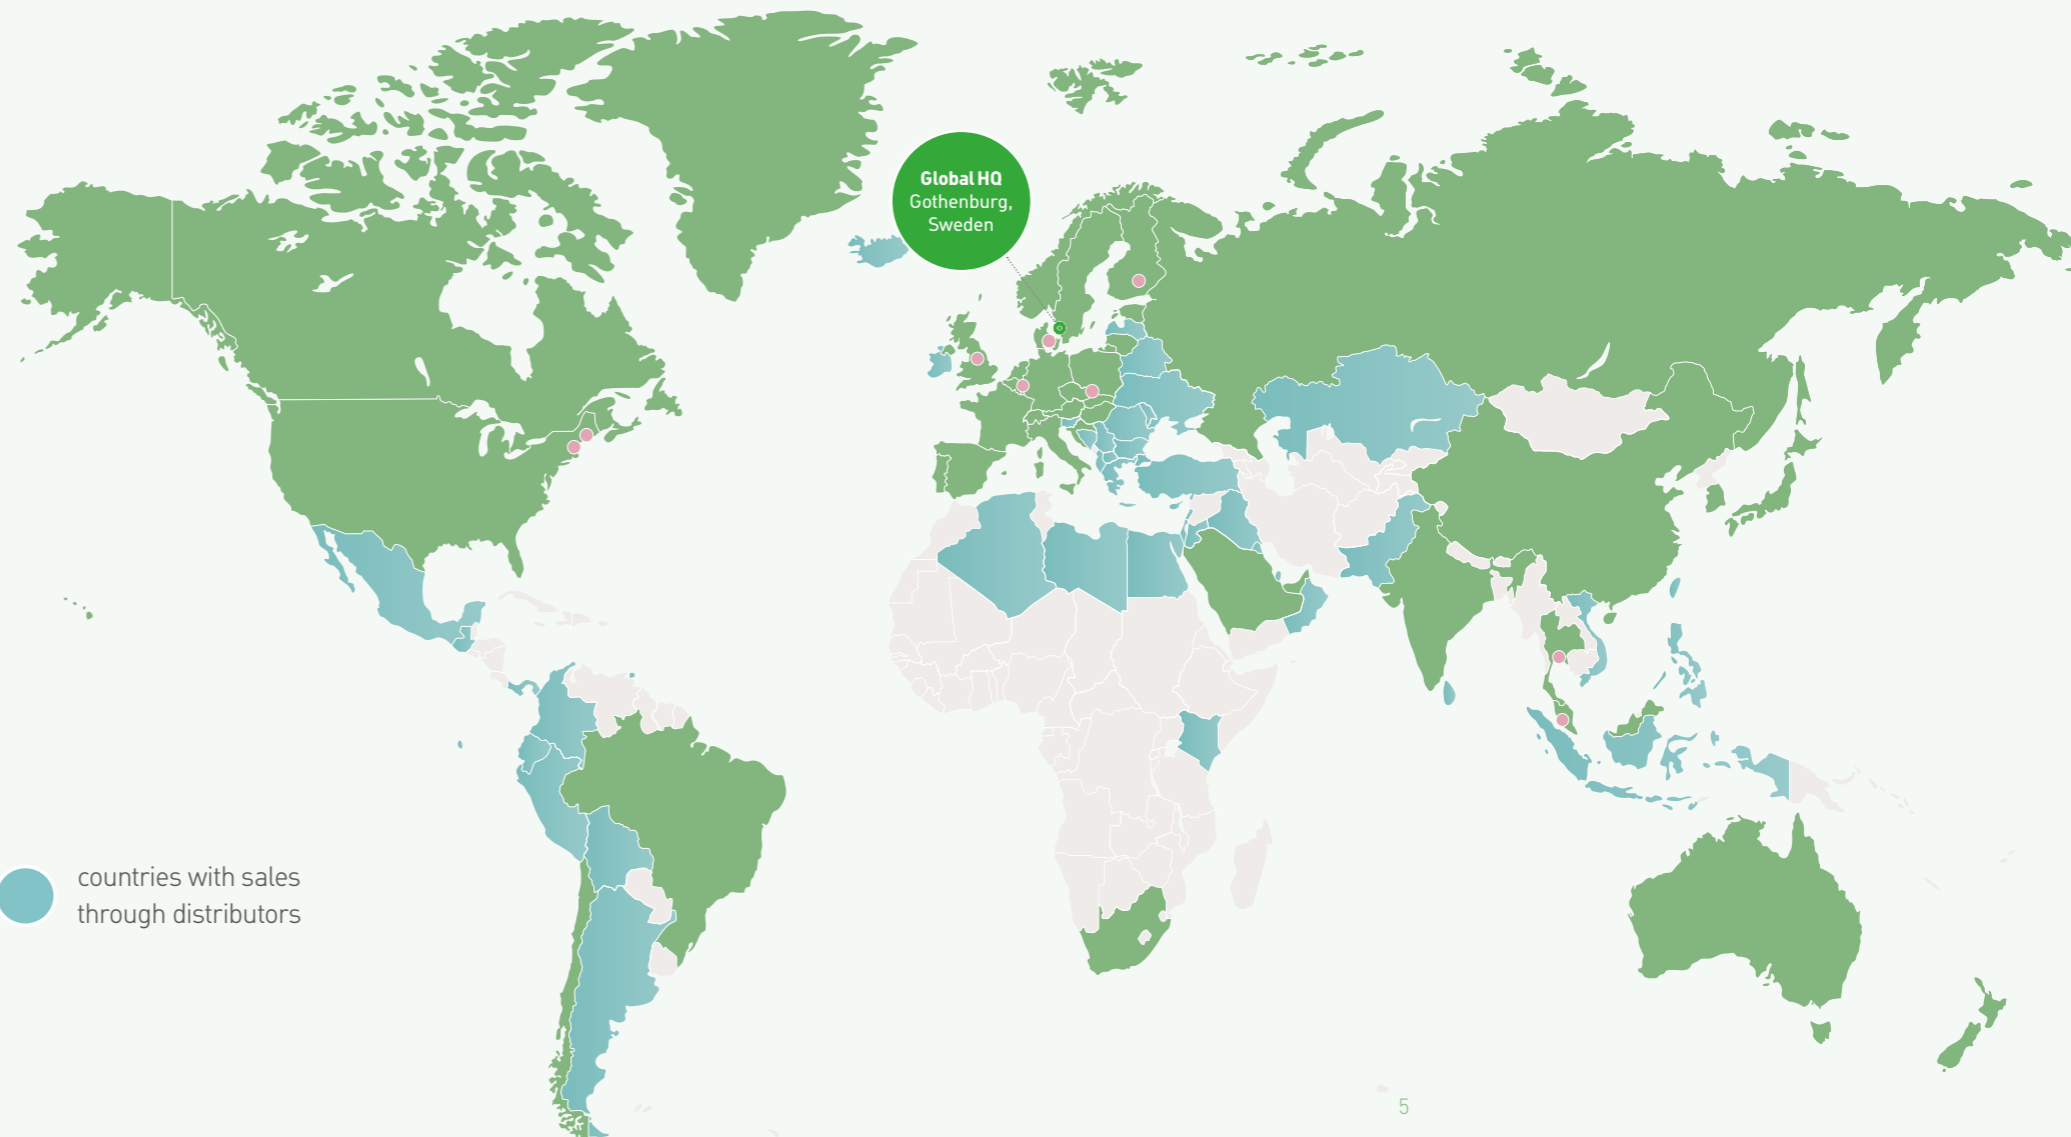 Global HQ
Gothenburg,
Sweden
countries with sales
through distributors
5